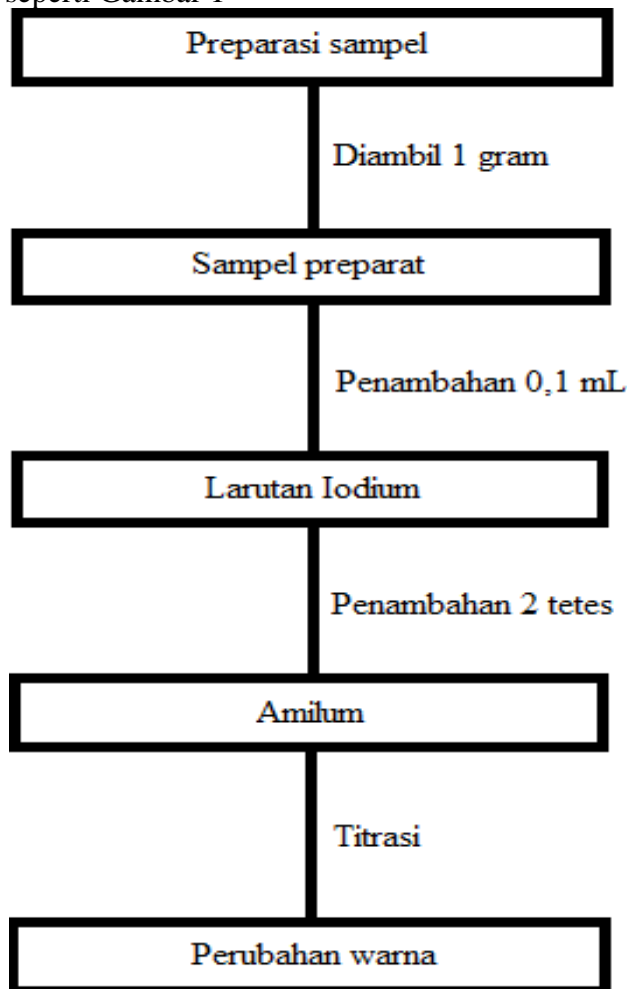 seperti Gambar 1
Preparasi sampel
Diambil 1 gram
Sampel preparat
Penambahan 0,1 mL
Larutan Iodium
Penambahan 2 tetes
Amilum
Titrasi
Perubahan warna